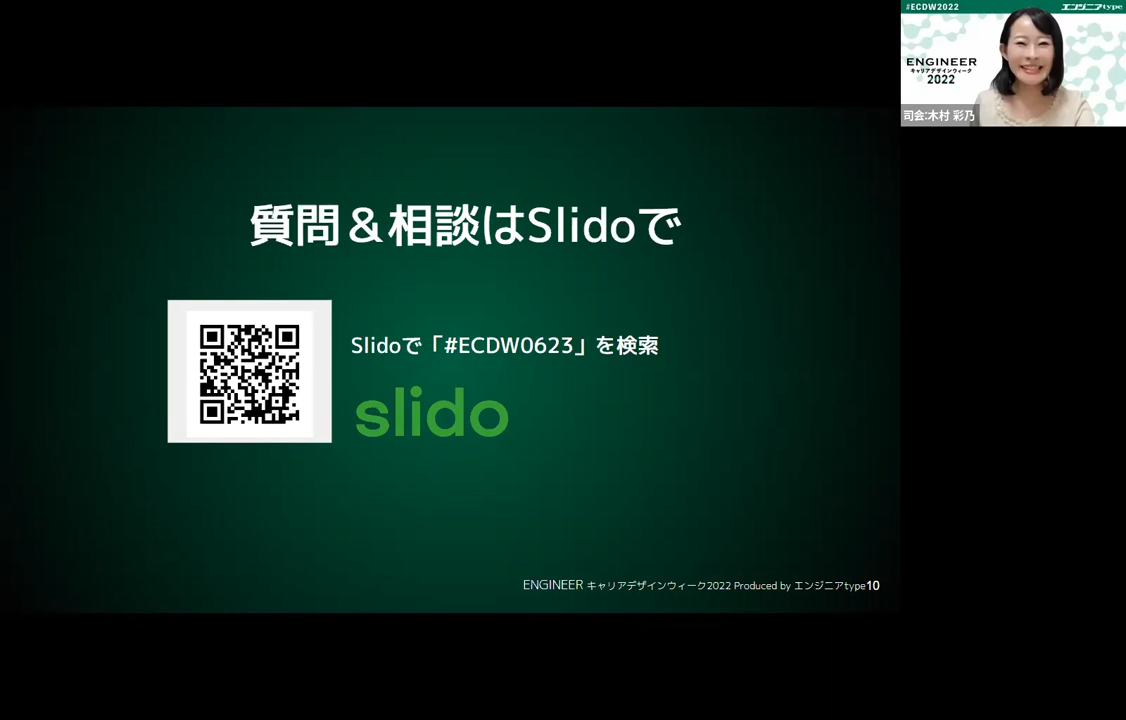 #ECDW2022
エンジニアtype
ENGINEER
キャリアデザインウィーク
2022
司会:木村 彩乃
質問＆相談はSlidoで
Slidoで「#ECDW0623」を検索
slido
ENGINEER キャリアデザインウィーク2022 Produced by エンジニアtype10